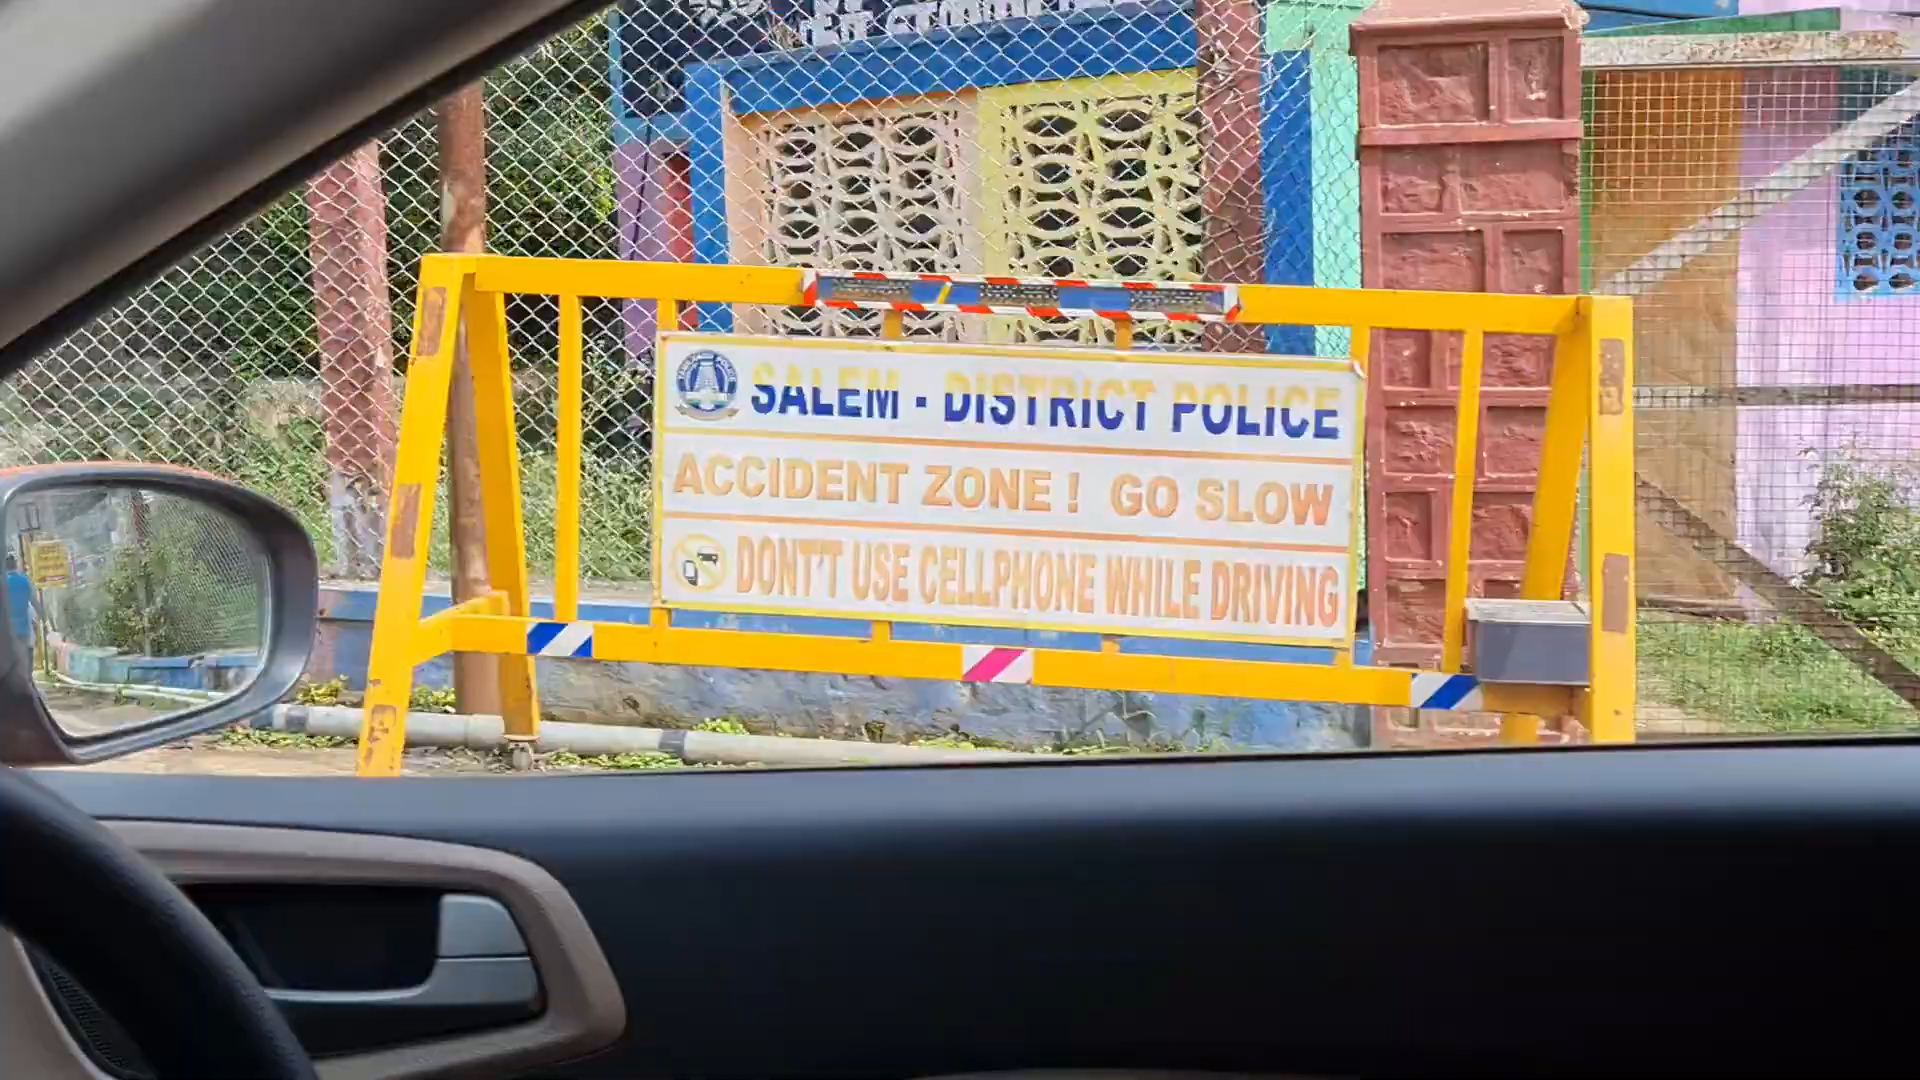 SALEM - DISTRICT POLICE
ACCIDENT ZONE! GO SLOW
DONT'T USE CELLPHONE WHILE DRIVING